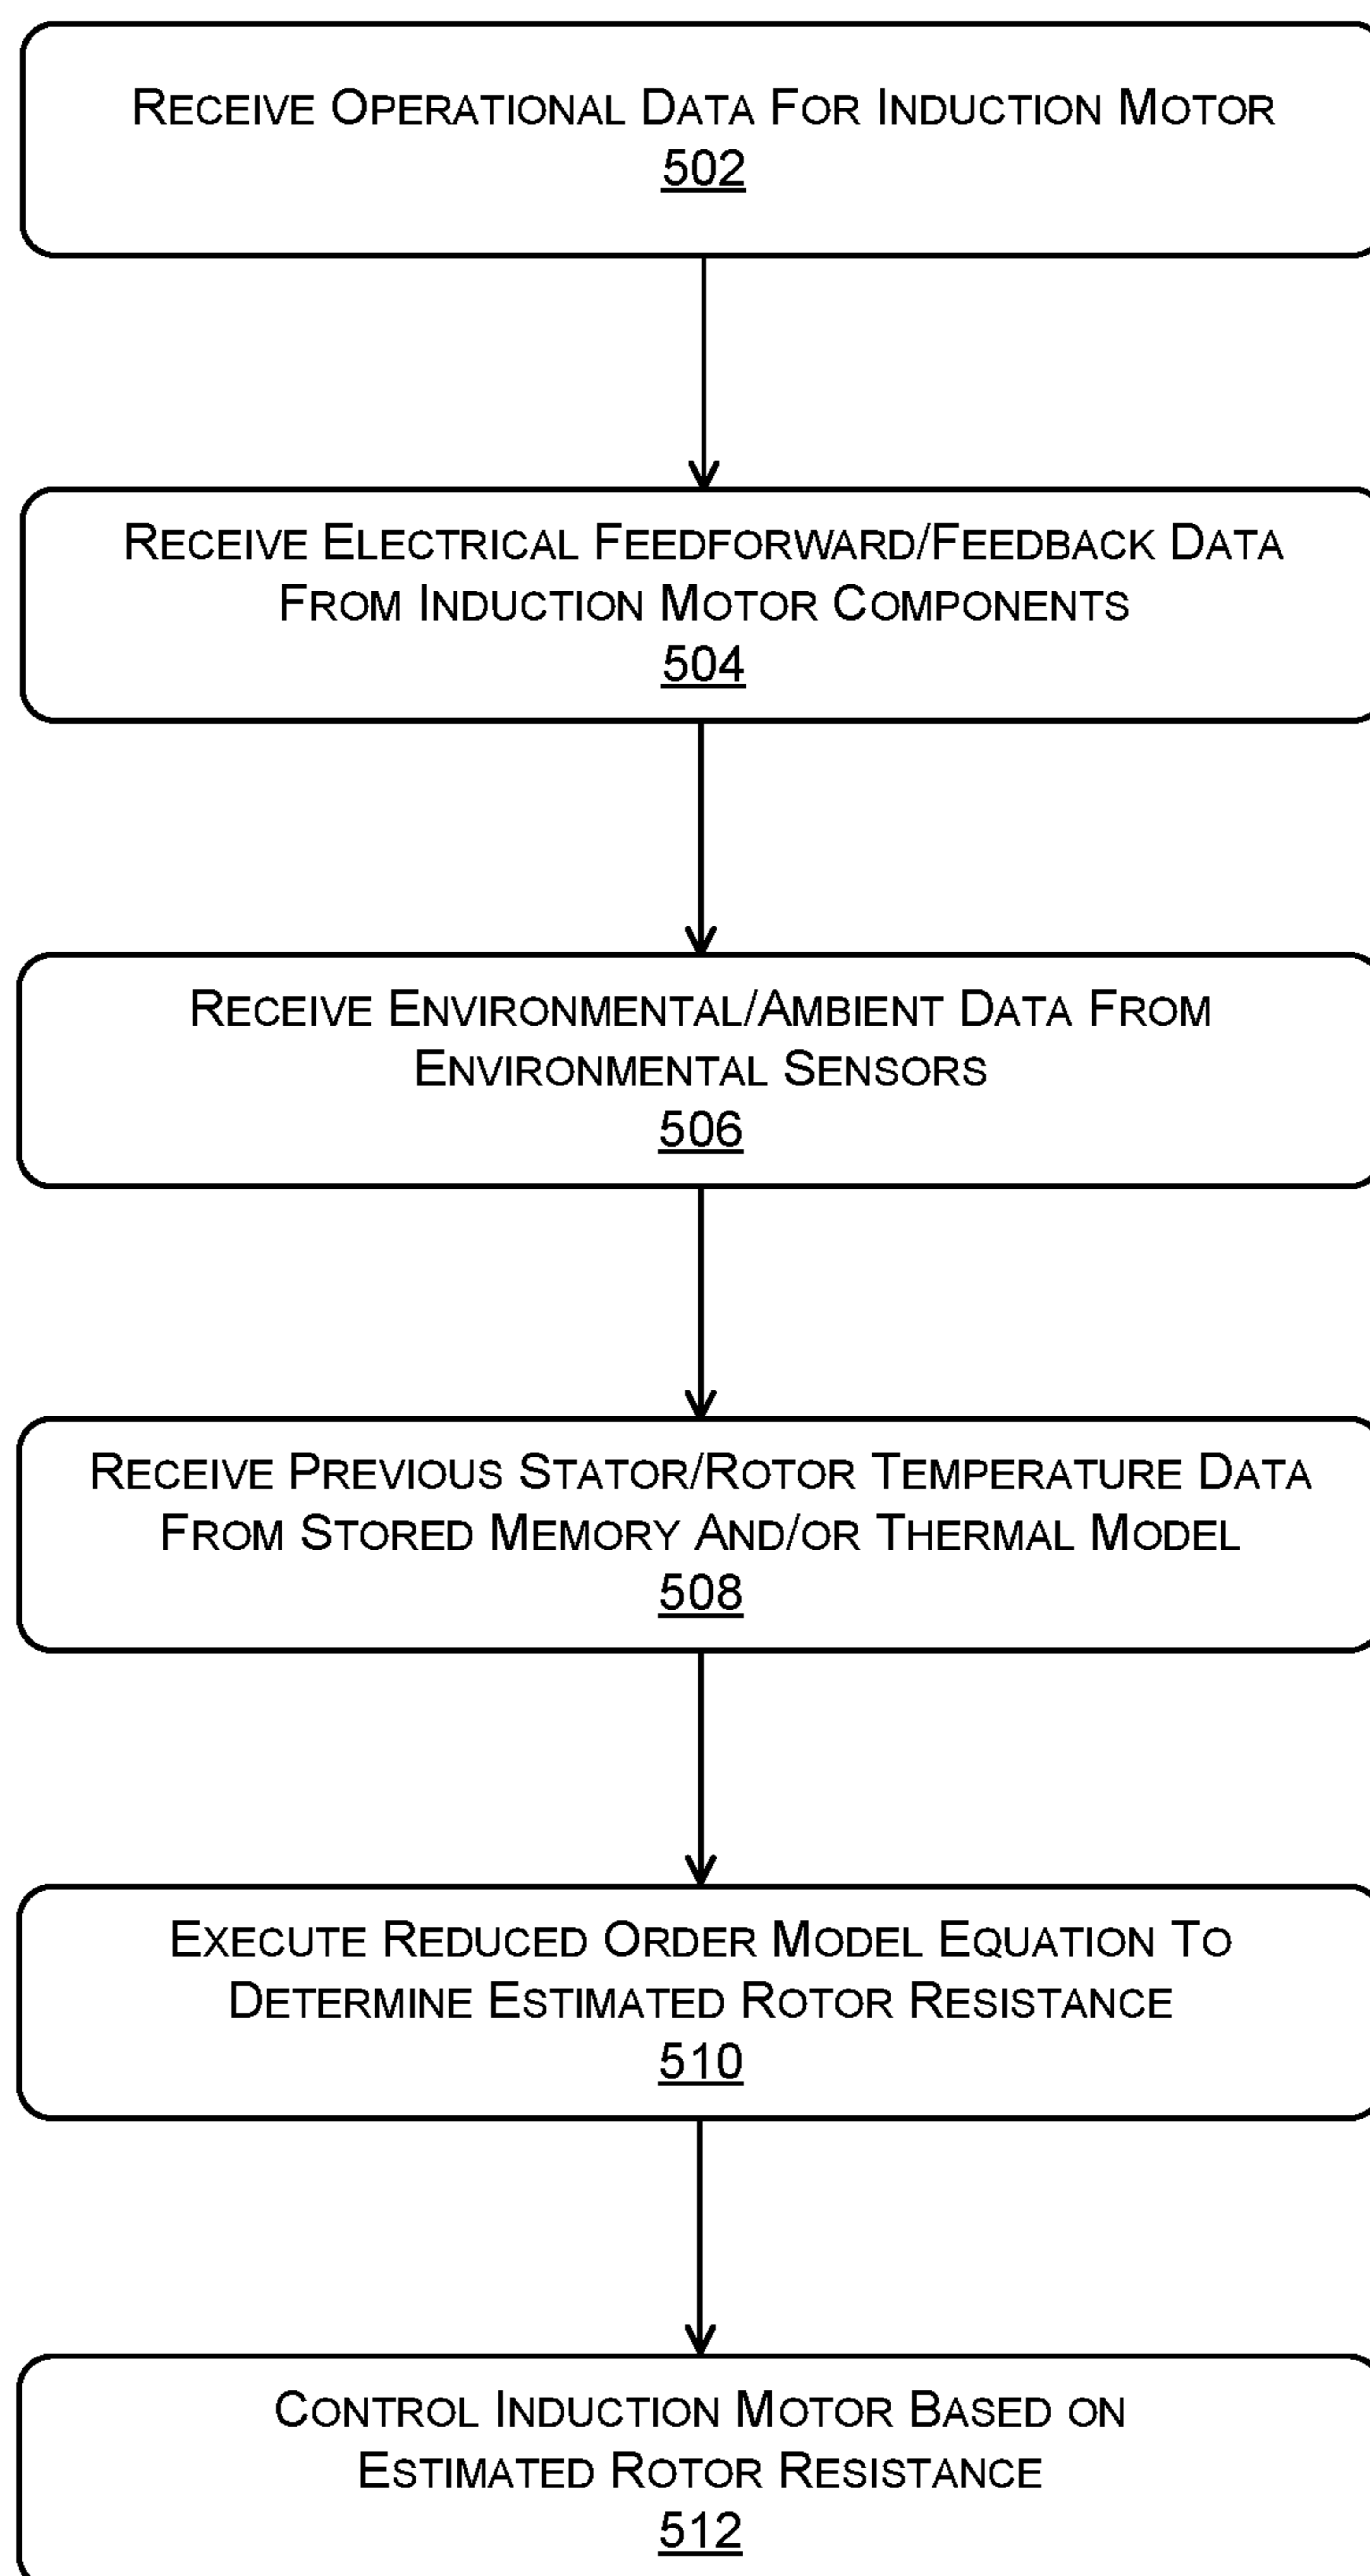 RECEIVE OPERATIONAL DATA FOR INDUCTION MOTOR
502
RECEIVE ELECTRICAL FEEDFORWARD/FEEDBACK DATA
FROM INDUCTION MOTOR COMPONENTS
504
RECEIVE ENVIRONMENTAL/AMBIENT DATA FROM
ENVIRONMENTAL SENSORS
506
RECEIVE PREVIOUS STATOR/ROTOR TEMPERATURE DATA
FROM STORED MEMORY AND/OR THERMAL MODEL
508
EXECUTE REDUCED ORDER MODEL EQUATION TO
DETERMINE ESTIMATED ROTOR RESISTANCE
510
CONTROL INDUCTION MOTOR BASED ON
ESTIMATED ROTOR RESISTANCE
512